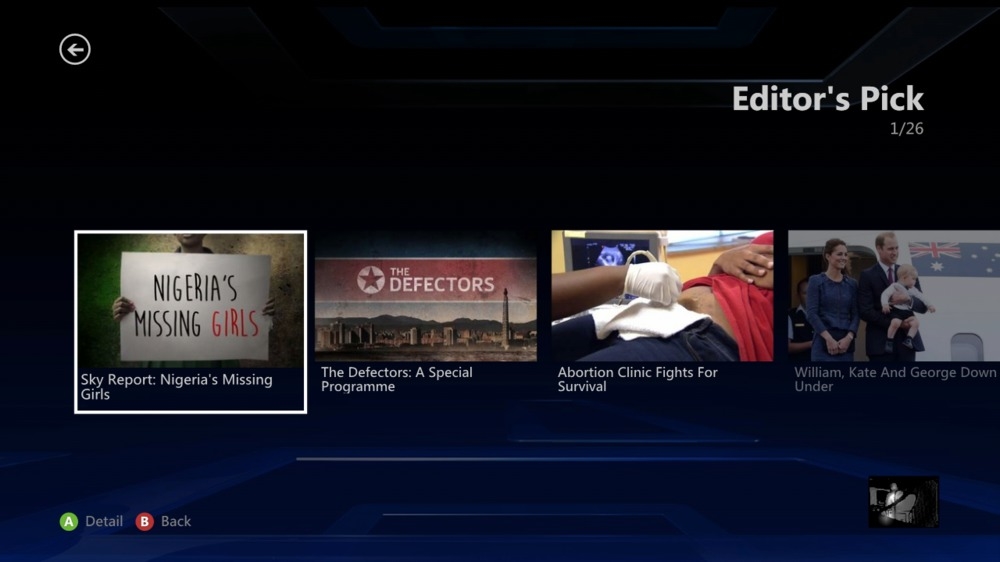 Editor's Pick
1/26
NIGERIA'S
MISSING GIRLS
Sky Report: Nigeria's Missing
Girls
THE
DEFECTORS
The Defectors: A Special
Programme
Abortion Clinic Fights For
Survival
William, Kate And George Down
Under
A Detail B Back